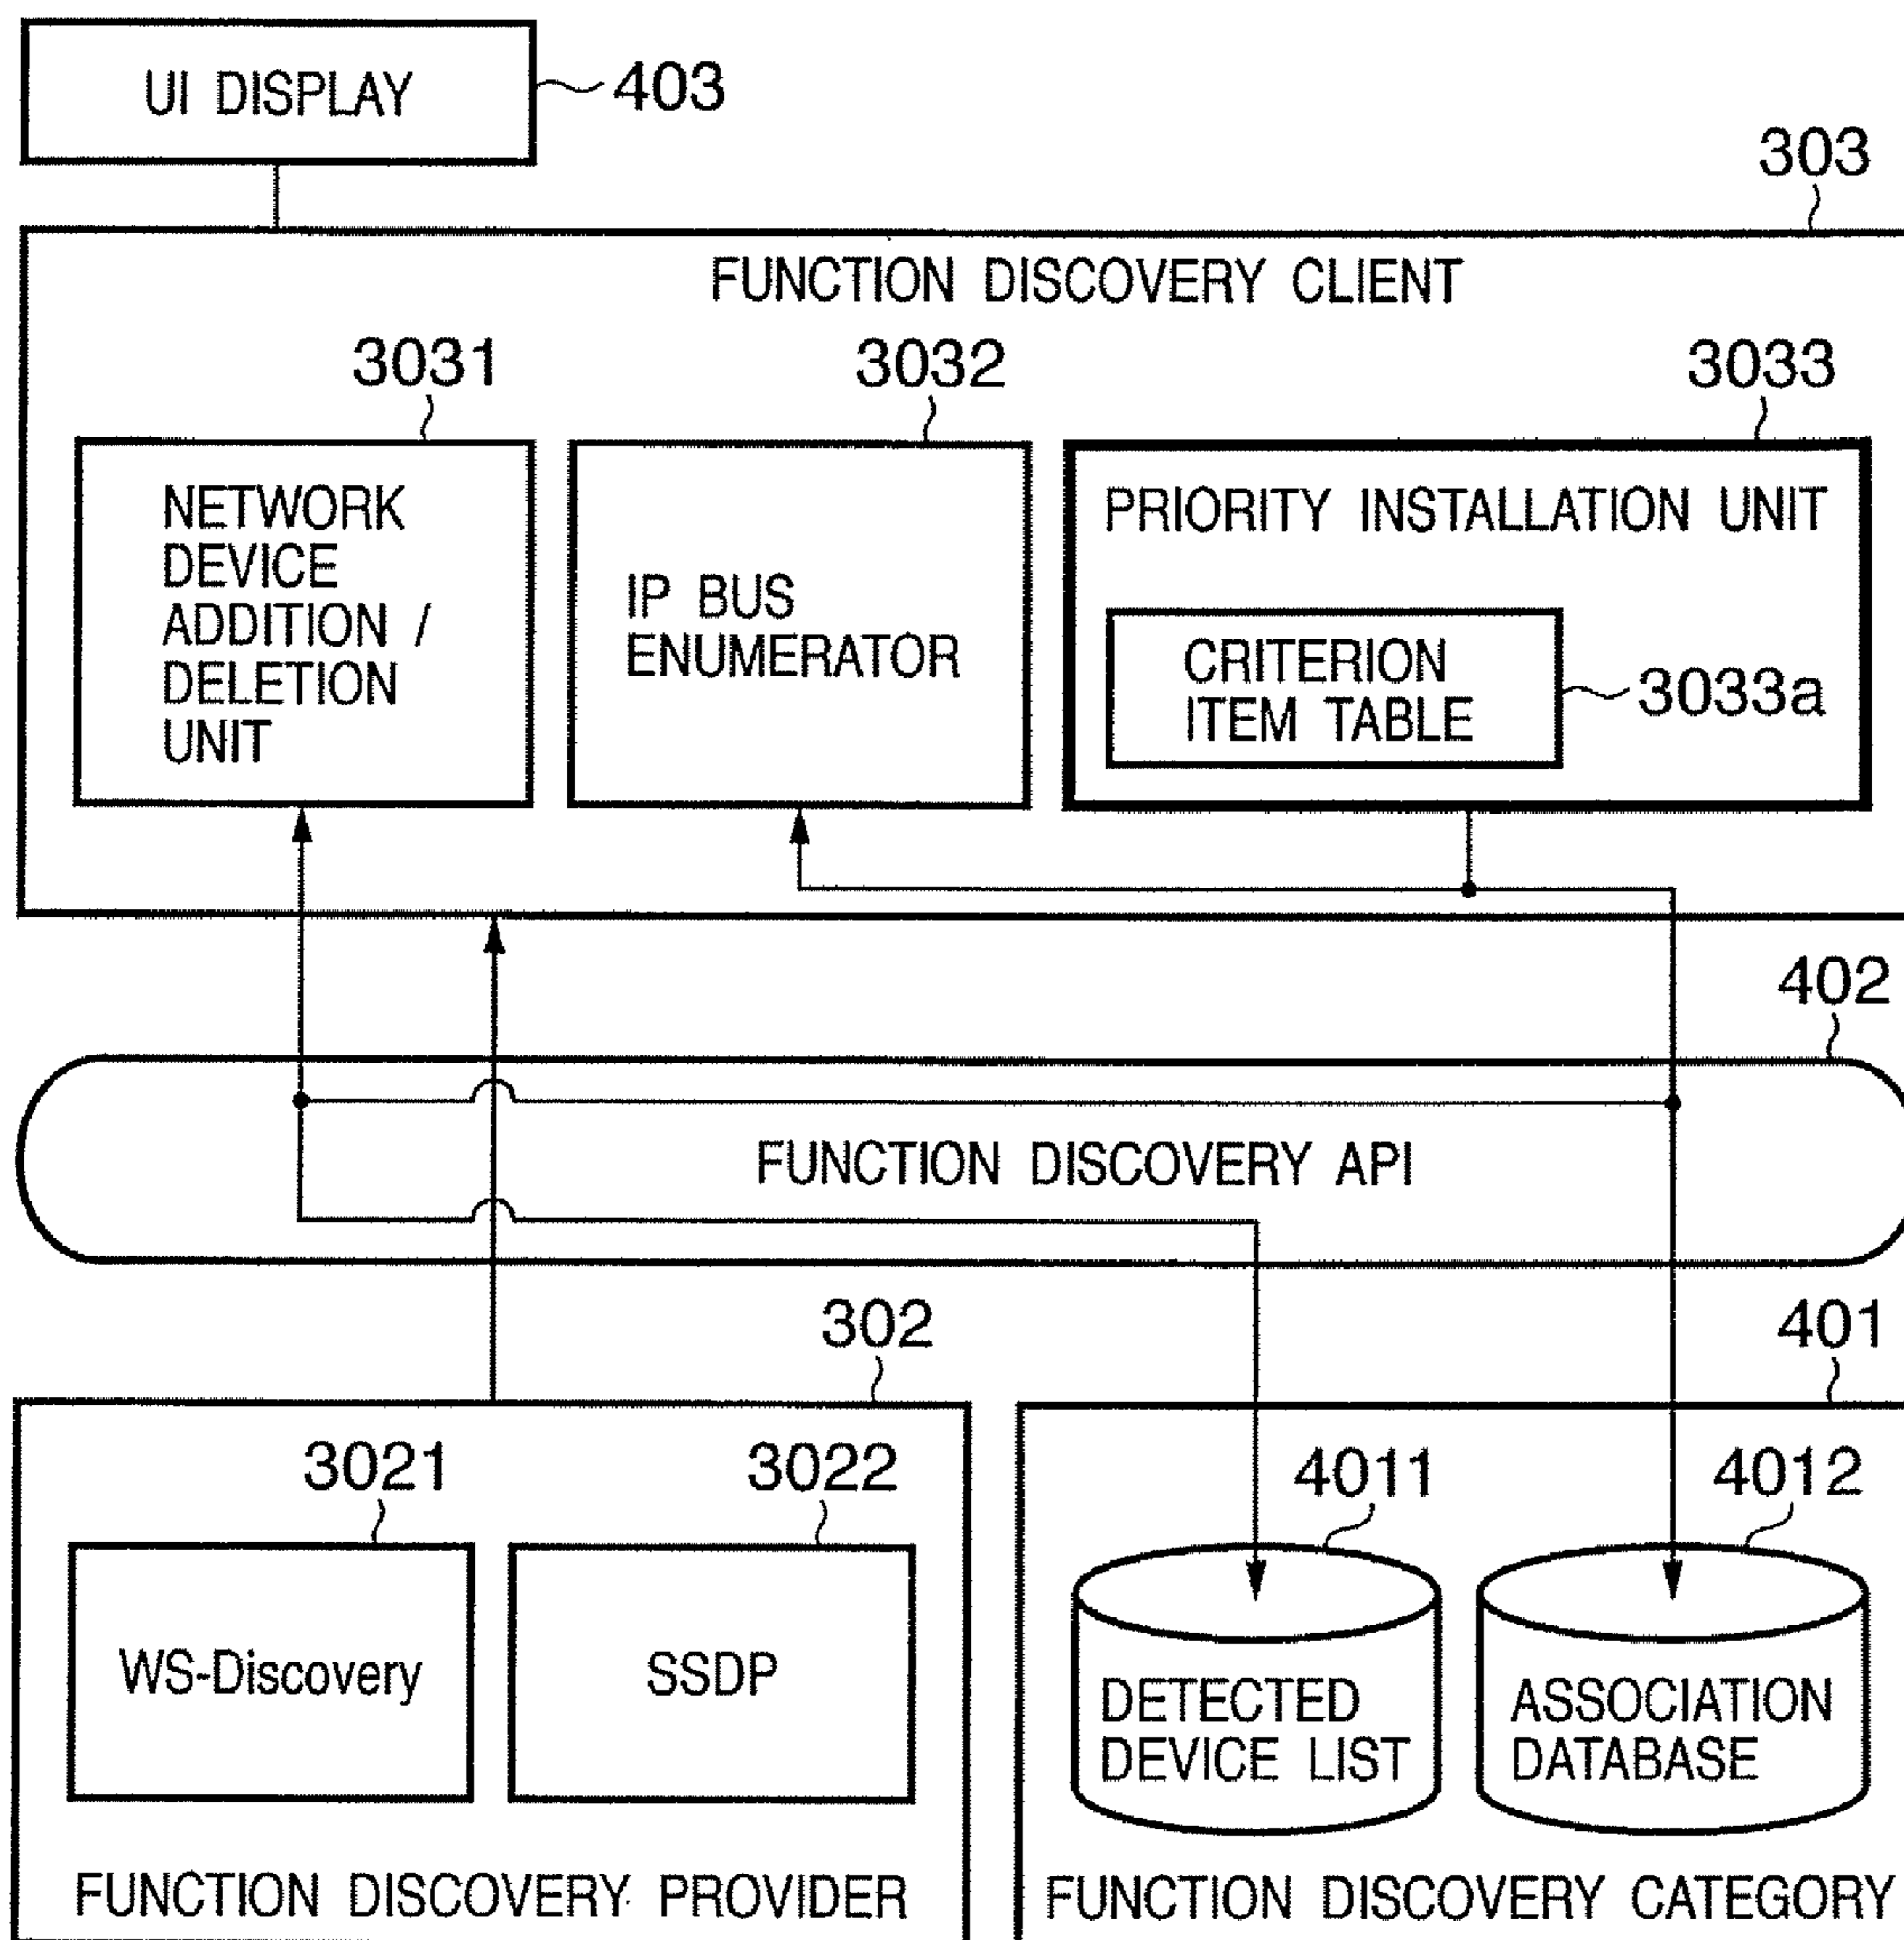 UI DISPLAY
403
303
FUNCTION DISCOVERY CLIENT
3031
3032
3033
NETWORK
DEVICE
ADDITION /
DELETION
UNIT
IP BUS
ENUMERATOR
PRIORITY INSTALLATION UNIT
CRITERION
ITEM TABLE
3033a
402
FUNCTION DISCOVERY API
302
401
3021
3022
4011
4012
WS-Discovery
SSDP
DETECTED
DEVICE LIST
ASSOCIATION
DATABASE
FUNCTION DISCOVERY PROVIDER
FUNCTION DISCOVERY CATEGORY